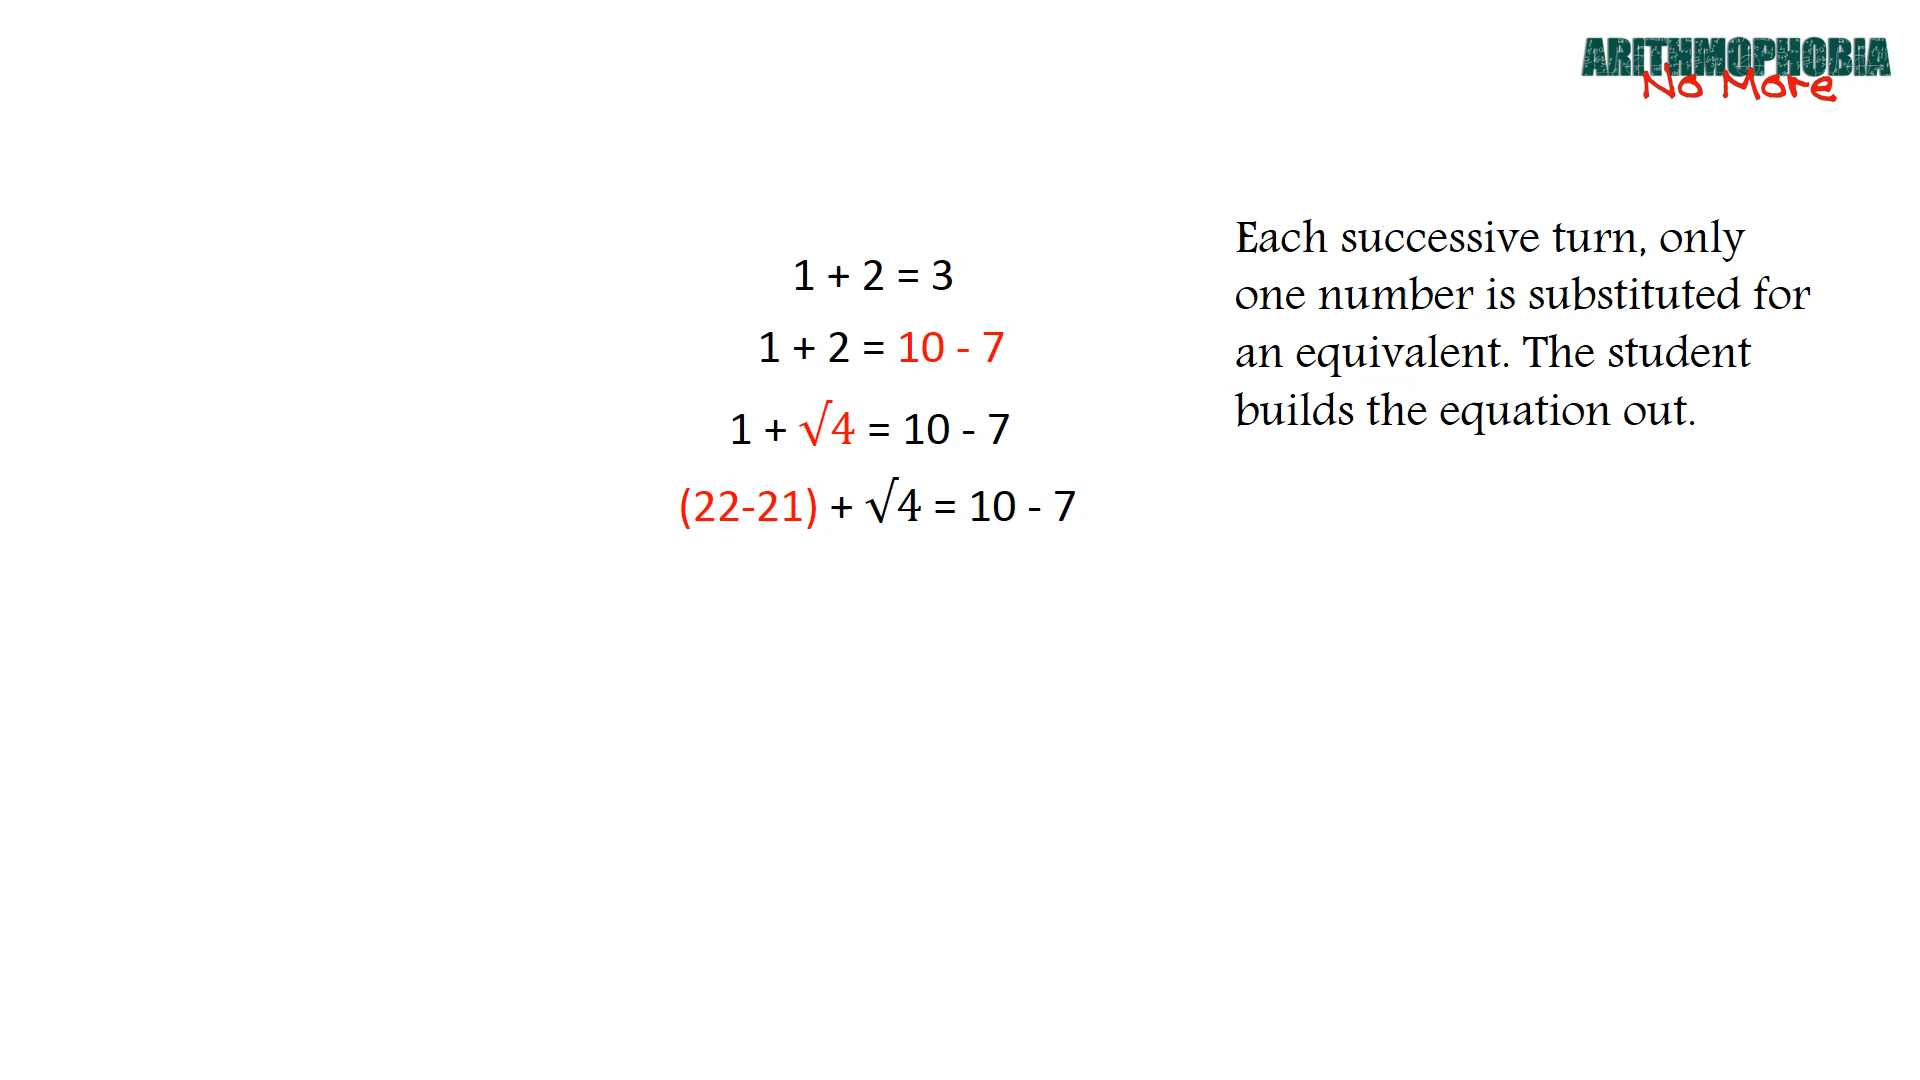 ARITHMOPHOBIA
No More
1 + 2 = 3
1 + 2 = 10 - 7
1 + √4 = 10 - 7
(22-21) + √4 = 10 - 7
Each successive turn, only
one number is substituted for
an equivalent. The student
builds the equation out.